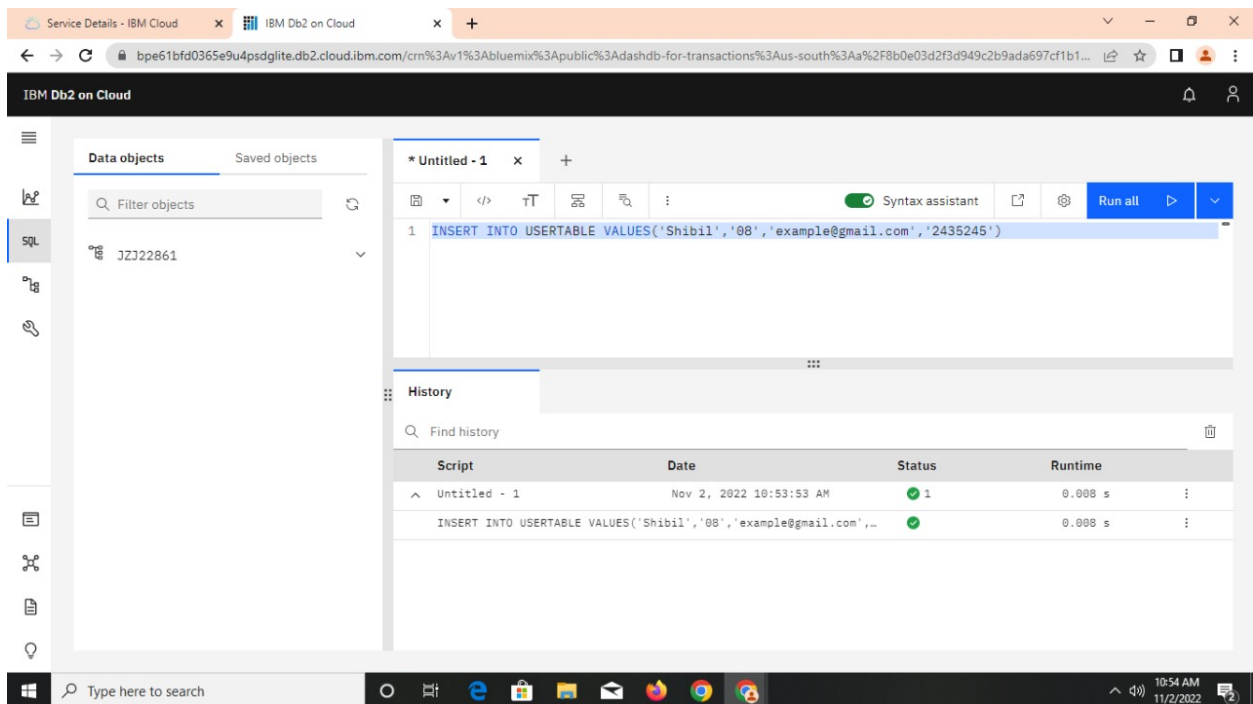 Service Details - IBM Cloud
IBM Db2 on Cloud
bpe61bfd0365e9u4psdglite.db2.cloud.ibm.com/crn%3Av1%3Abluemix%3Apublic%3Adashdb-for-transactions%3Aus-south%3Aa%2F8b0e03d2f3d949c2b9ada697cf1b1...
IBM Db2 on Cloud
Data objects
Saved objects
Filter objects
SQL
JZJ22861
* Untitled - 1
Syntax assistant
Run all
1 INSERT INTO USERTABLE VALUES('Shibil','08','example@gmail.com','2435245')
History
Find history
Script Date Status Runtime
Untitled - 1 Nov 2, 2022 10:53:53 AM 1 0.008 s
INSERT INTO USERTABLE VALUES('Shibil','08','example@gmail.com',… 0.008 s
Type here to search
10:54 AM
11/2/2022
2